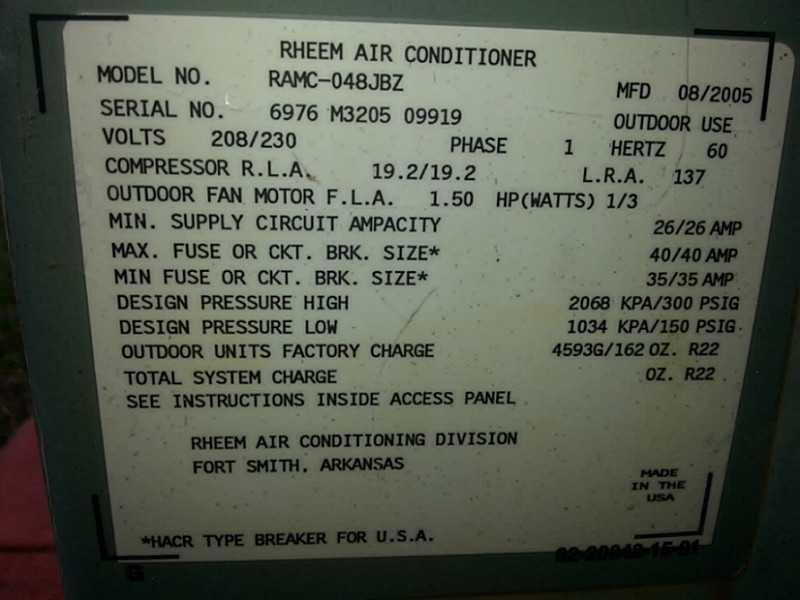 RHEEM AIR CONDITIONER
MODEL NO. RAMC-048JBZ
MFD 08/2005
SERIAL NO. 6976 M3205 09919
OUTDOOR USE
VOLTS 208/230 PHASE 1 HERTZ 60
COMPRESSOR R.L.A. 19.2/19.2 L.R.A. 137
OUTDOOR FAN MOTOR F.L.A. 1.50 HP(WATTS) 1/3
MIN. SUPPLY CIRCUIT AMPACITY 26/26 AMP
MAX. FUSE OR CKT. BRK. SIZE* 40/40 AMP
MIN FUSE OR CKT. BRK. SIZE* 35/35 AMP
DESIGN PRESSURE HIGH 2068 KPA/300 PSIG
DESIGN PRESSURE LOW 1034 KPA/150 PSIG
OUTDOOR UNITS FACTORY CHARGE 4593G/162 OZ. R22
TOTAL SYSTEM CHARGE OZ. R22
SEE INSTRUCTIONS INSIDE ACCESS PANEL
RHEEM AIR CONDITIONING DIVISION
FORT SMITH, ARKANSAS
MADE
IN THE
USA
*HACR TYPE BREAKER FOR U.S.A.
G